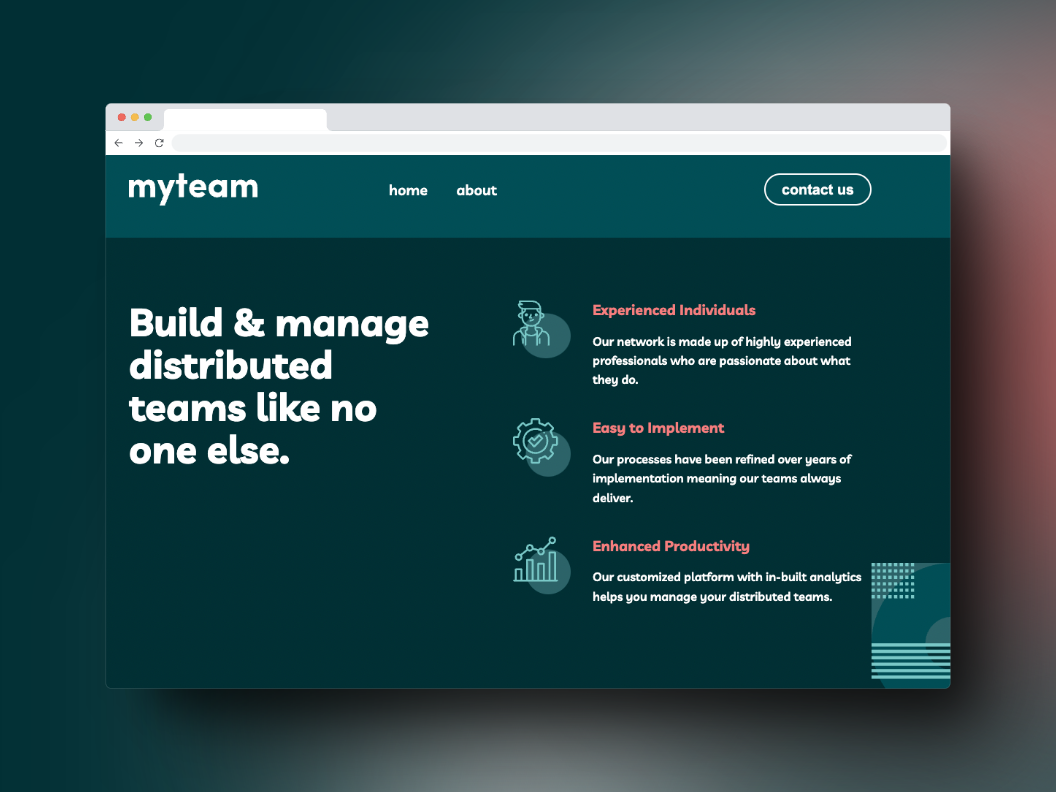 myteam
home about contact us
Build & manage
distributed
teams like no
one else.
Experienced Individuals
Our network is made up of highly experienced
professionals who are passionate about what
they do.
Easy to Implement
Our processes have been refined over years of
implementation meaning our teams always
deliver.
Enhanced Productivity
Our customized platform with in-built analytics
helps you manage your distributed teams.